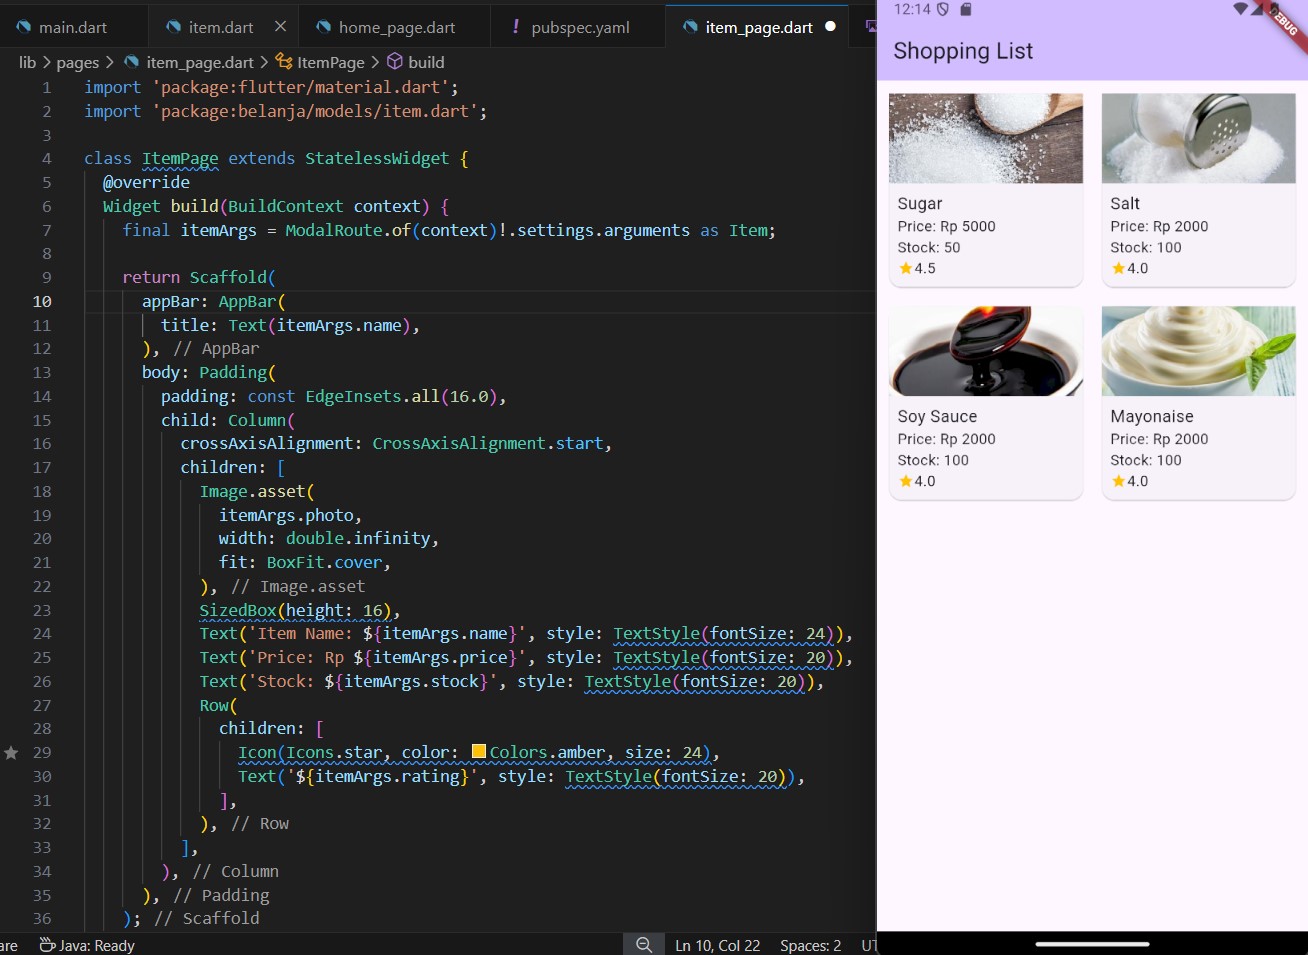 main.dart
item.dart
home_page.dart
! pubspec.yaml
item_page.dart
lib > pages > item_page.dart > ItemPage > build
1 import 'package:flutter/material.dart';
2 import 'package:belanja/models/item.dart';
3
4 class ItemPage extends StatelessWidget {
5 @override
6 Widget build(BuildContext context) {
7 final itemArgs = ModalRoute.of(context)!.settings.arguments as Item;
8
9 return Scaffold(
10 appBar: AppBar(
11 title: Text(itemArgs.name),
12 ), // AppBar
13 body: Padding(
14 padding: const EdgeInsets.all(16.0),
15 child: Column(
16 crossAxisAlignment: CrossAxisAlignment.start,
17 children: [
18 Image.asset(
19 itemArgs.photo,
20 width: double.infinity,
21 fit: BoxFit.cover,
22 ), // Image.asset
23 SizedBox(height: 16),
24 Text('Item Name: ${itemArgs.name}', style: TextStyle(fontSize: 24)),
25 Text('Price: Rp ${itemArgs.price}', style: TextStyle(fontSize: 20)),
26 Text('Stock: ${itemArgs.stock}', style: TextStyle(fontSize: 20)),
27 Row(
28 children: [
29 Icon(Icons.star, color: Colors.amber, size: 24),
30 Text('${itemArgs.rating}', style: TextStyle(fontSize: 20)),
31 ],
32 ), // Row
33 ],
34 ), // Column
35 ), // Padding
36 ); // Scaffold
are
Java: Ready
Ln 10, Col 22
Spaces: 2
UT
12:14
EBUG
Shopping List
Sugar
Price: Rp 5000
Stock: 50
4.5
Salt
Price: Rp 2000
Stock: 100
4.0
Soy Sauce
Price: Rp 2000
Stock: 100
4.0
Mayonaise
Price: Rp 2000
Stock: 100
4.0